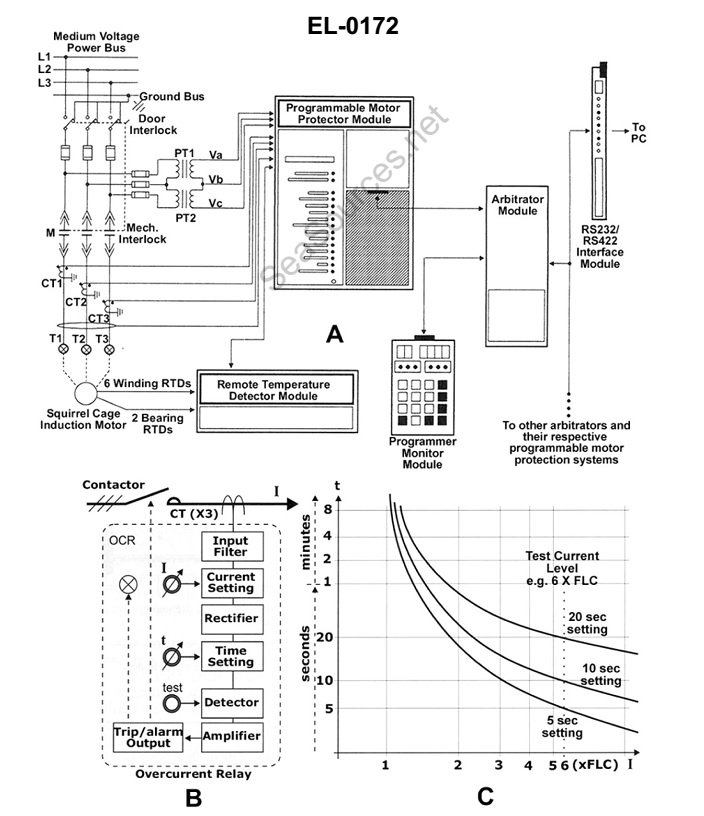 EL-0172
Medium Voltage
Power Bus
L1
L2
L3
Ground Bus
Door
Interlock
PT1
Va
Vb
Vc
PT2
M
Mech.
Interlock
CT1
CT2
CT3
T1
T2
T3
Programmable Motor
Protector Module
To
PC
Arbitrator
Module
RS232/
RS422
Interface
Module
A
6 Winding RTDs
Squirrel Cage
Induction Motor
2 Bearing
RTDs
Remote Temperature
Detector Module
Programmer
Monitor
Module
To other arbitrators and
their respective
programmable motor
protection systems
Seasources.net
Contactor
I
CT (X3)
OCR
Input
Filter
I
Current
Setting
Rectifier
t
Time
Setting
test
Detector
Trip/alarm
Output
Amplifier
Overcurrent Relay
B
t
minutes
seconds
8
4
2
1
20
10
5
Test Current
Level
e.g. 6 X FLC
20 sec
setting
10 sec
setting
5 sec
setting
1 2 3 4 5 6 (xFLC) I
C